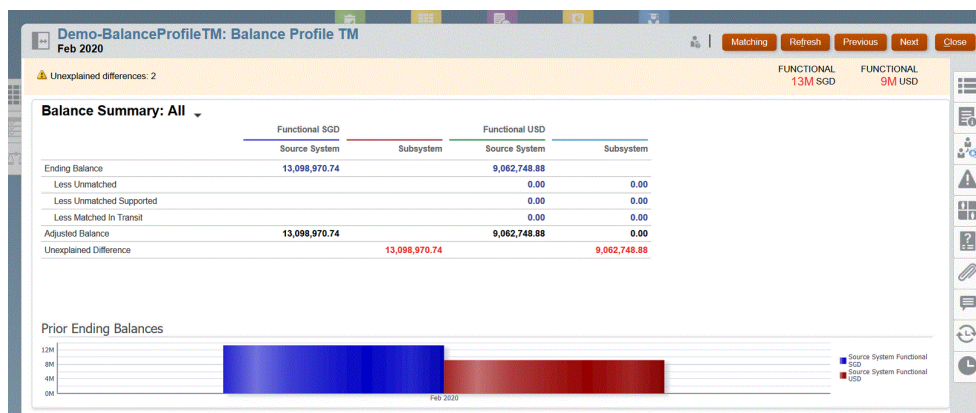 Demo-BalanceProfileTM: Balance Profile TM
Feb 2020
Matching Refresh Previous Next Close
Unexplained differences: 2
FUNCTIONAL FUNCTIONAL
13M SGD 9M USD
Balance Summary: All
Functional SGD Functional USD
Source System Subsystem Source System Subsystem
Ending Balance 13,098,970.74 9,062,748.88
Less Unmatched 0.00 0.00
Less Unmatched Supported 0.00 0.00
Less Matched In Transit 0.00 0.00
Adjusted Balance 13,098,970.74 9,062,748.88 0.00
Unexplained Difference 13,098,970.74 9,062,748.88
Prior Ending Balances
12M
8M
4M
0M
Feb 2020
Source System Functional
SGD
Source System Functional
USD